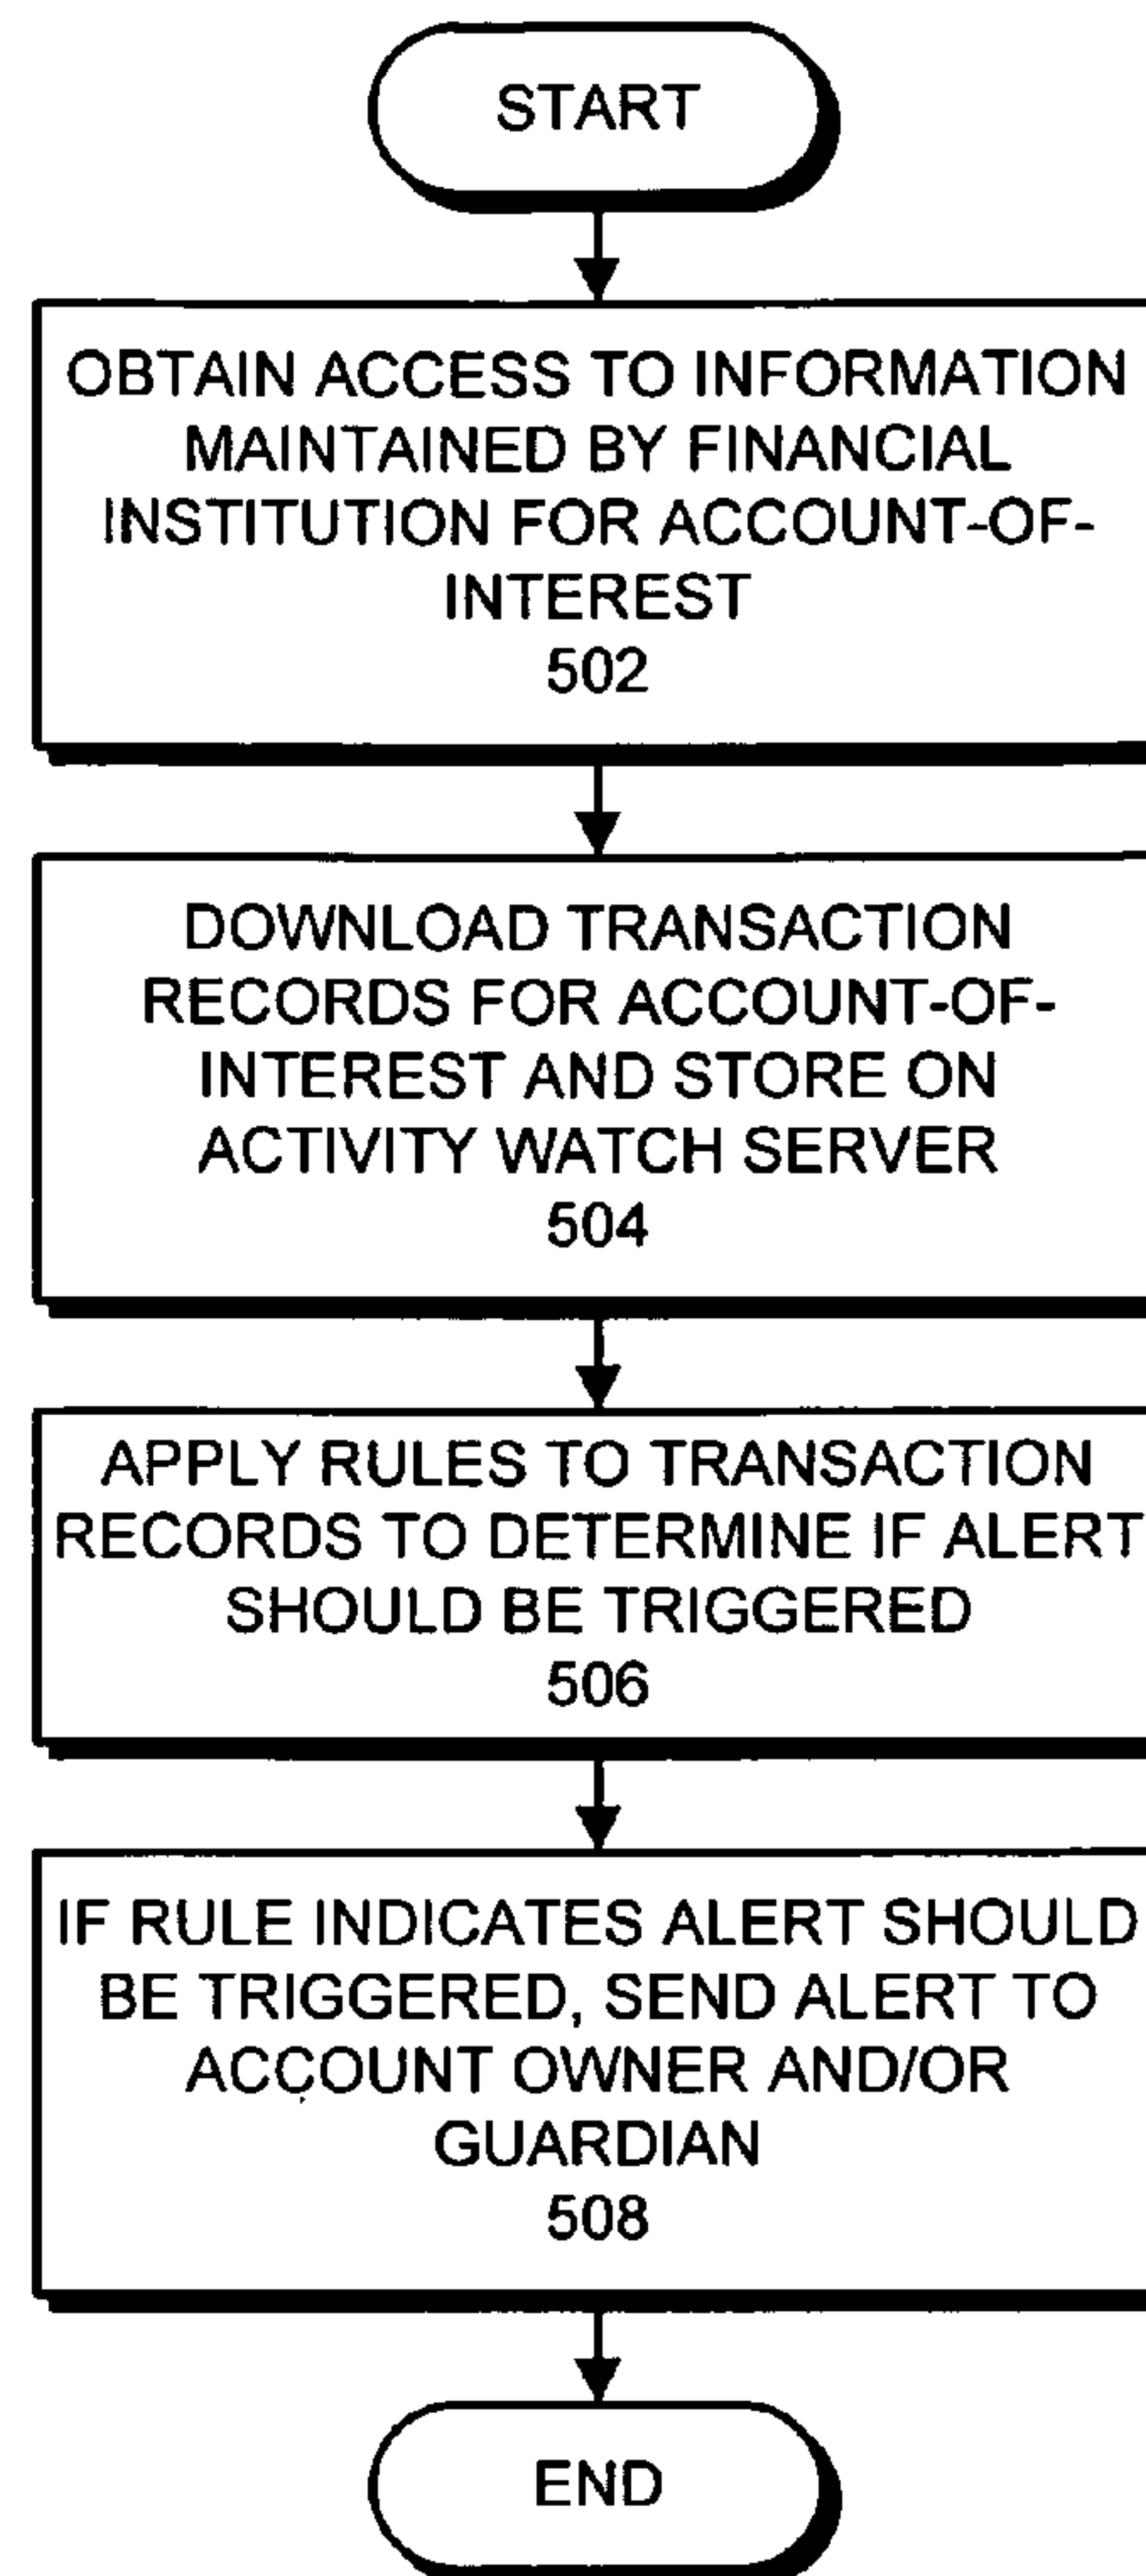 START
OBTAIN ACCESS TO INFORMATION
MAINTAINED BY FINANCIAL
INSTITUTION FOR ACCOUNT-OF-
INTEREST
502
DOWNLOAD TRANSACTION
RECORDS FOR ACCOUNT-OF-
INTEREST AND STORE ON
ACTIVITY WATCH SERVER
504
APPLY RULES TO TRANSACTION
RECORDS TO DETERMINE IF ALERT
SHOULD BE TRIGGERED
506
IF RULE INDICATES ALERT SHOULD
BE TRIGGERED, SEND ALERT TO
ACCOUNT OWNER AND/OR
GUARDIAN
508
END